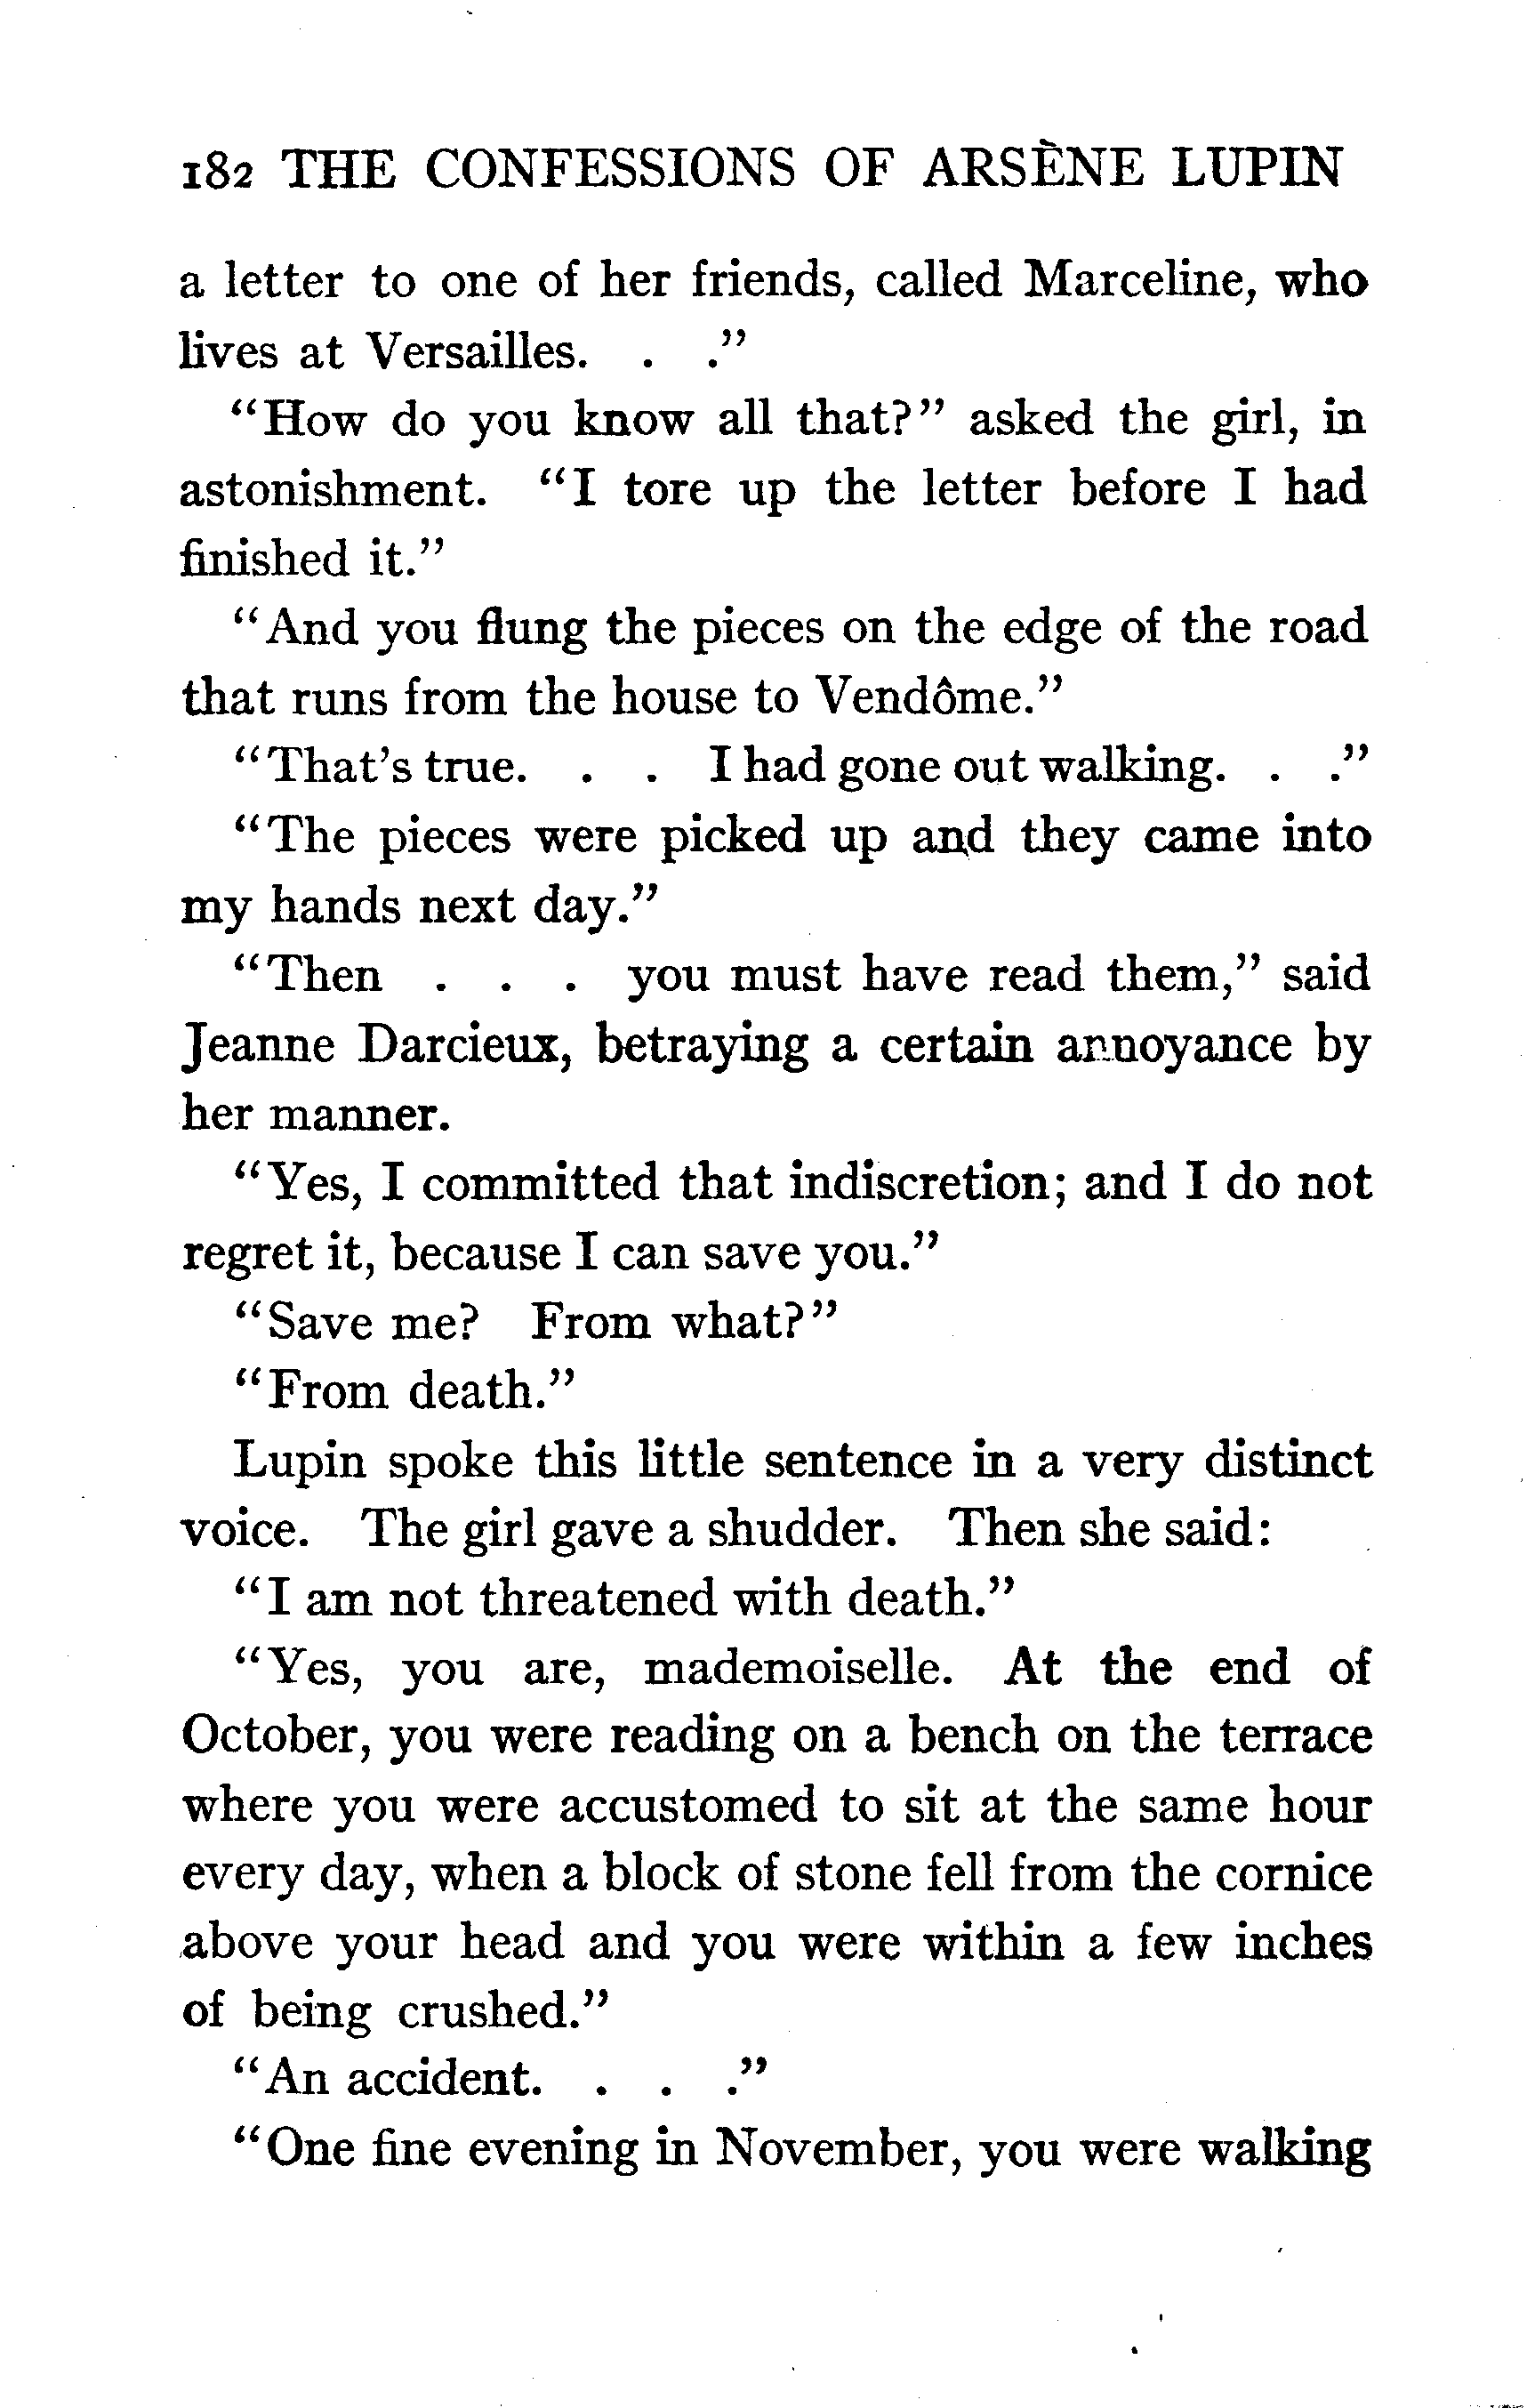 182 THE CONFESSIONS OF ARSÈNE LUPIN
a letter to one of her friends, called Marceline, who
lives at Versailles. . ."
"How do you know all that?" asked the girl, in
astonishment. "I tore up the letter before I had
finished it."
"And you flung the pieces on the edge of the road
that runs from the house to Vendôme."
"That's true. . . I had gone out walking. . ."
"The pieces were picked up and they came into
my hands next day."
"Then . . . you must have read them," said
Jeanne Darcieux, betraying a certain annoyance by
her manner.
"Yes, I committed that indiscretion; and I do not
regret it, because I can save you."
"Save me? From what?"
"From death."
Lupin spoke this little sentence in a very distinct
voice. The girl gave a shudder. Then she said:
"I am not threatened with death."
"Yes, you are, mademoiselle. At the end of
October, you were reading on a bench on the terrace
where you were accustomed to sit at the same hour
every day, when a block of stone fell from the cornice
above your head and you were within a few inches
of being crushed."
"An accident. . . ."
"One fine evening in November, you were walking